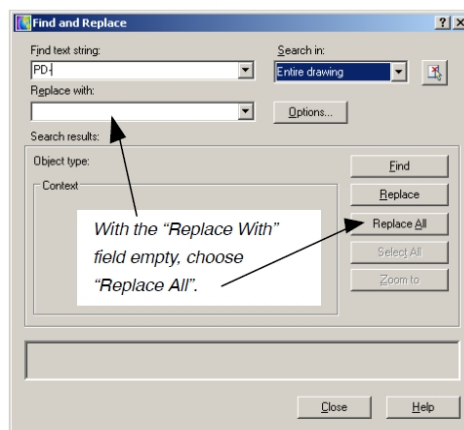 Find and Replace
Find text string:
Search in:
PD-
Entire drawing
Replace with:
Options...
Search results:
Object type:
Find
Context
Replace
With the “Replace With”
field empty, choose
“Replace All”.
Replace All
Select All
Zoom to
Close
Help